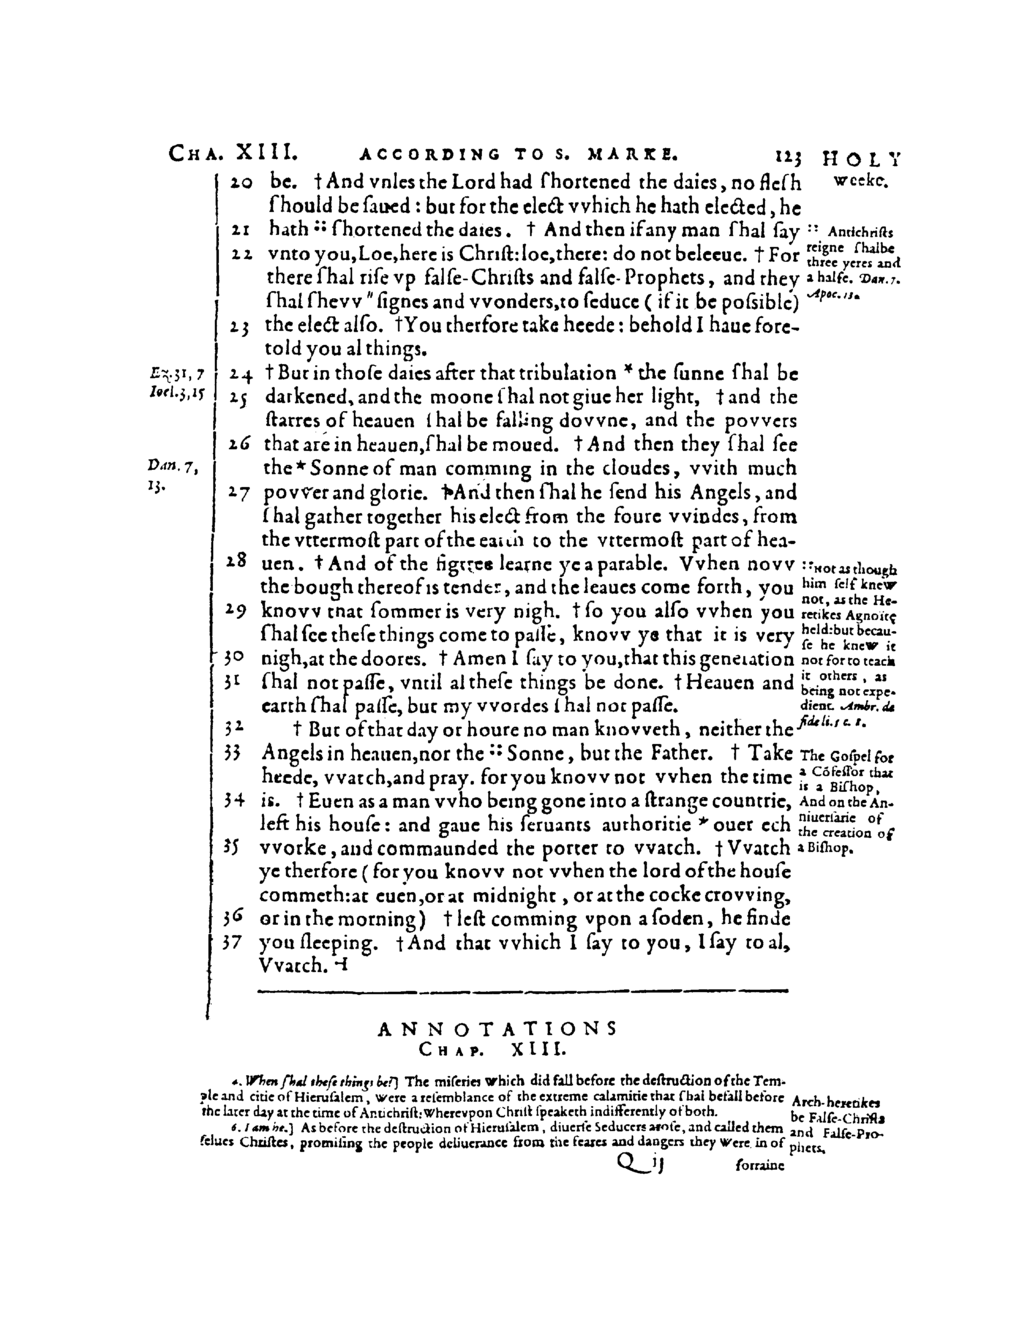 CHA. XIII. ACCORDING TO S. MARKE. 123 HOLY
weeke.
20 be. † And vnles the Lord had ſhortened the daies, no fleſh
ſhould be ſaued : but for the elect vvhich he hath elected, he
21 hath :: ſhortened the daies. † And then if any man ſhal ſay
22 vnto you, Loe, here is Chriſt: loe, there: do not beleeue. † For
there ſhal riſe vp falſe-Chriſts and falſe-Prophets, and they
ſhal ſhevv " ſignes and vvonders, to ſeduce ( if it be poſsible)
23 the elect alſo. † You therfore take heede : behold I haue fore-
told you al things.
24 † But in thoſe daies after that tribulation * the ſunne ſhal be
25 darkened, and the moone ſhal not giue her light, † and the
ſtarres of heauen ſhal be falling dovvne, and the povvers
26 that are in heauen, ſhal be moued. † And then they ſhal ſee
the * Sonne of man comming in the cloudes, vvith much
27 povver and glorie. † And then ſhal he ſend his Angels, and
ſhal gather together his elect from the foure vvindes, from
the vttermoſt part of the earth to the vttermoſt part of hea-
28 uen. † And of the figtree learne ye a parable. Vvhen novv
the bough thereof is tender, and the leaues come forth, you
29 knovv that ſommer is very nigh. † ſo you alſo vvhen you
ſhal ſee theſe things come to paſſe, knovv ye that it is very
30 nigh, at the doores. † Amen I ſay to you, that this generation
31 ſhal not paſſe, vntil al theſe things be done. † Heauen and
earth ſhal paſſe, but my vvordes ſhal not paſſe.
32 † But of that day or houre no man knovveth, neither the
33 Angels in heauen, nor the :: Sonne, but the Father. † Take
heede, vvatch, and pray. for you knovv not vvhen the time
34 is. † Euen as a man vvho being gone into a ſtrange countrie,
left his houſe : and gaue his ſeruants authoritie * ouer ech
35 vvorke, and commaunded the porter to vvatch. † Vvatch
ye therfore ( for you knovv not vvhen the lord of the houſe
commeth: at euen, or at midnight, or at the cocke crovving,
36 or in the morning) † leſt comming vpon a ſoden, he finde
37 you ſleeping. † And that vvhich I ſay to you, I ſay to al,
Vvatch. ⊣
Ez. 31, 7
Ioel. 3, 15
Dan. 7,
13.
:: Antichriſts
reigne ſhalbe
three yeres and
a halfe. Dan. 7.
Apoc. 13.
:: Not as though
him ſelf knew
not, as the He-
retikes Agnoitę
held: but becau-
ſe he knew it
not for to teach
it others, as
being not expe-
dient. Ambr. de
fide li. 5 c. 8.
The Goſpel for
a Cõfeſſor that
is a Biſhop,
And on the An-
niuerſarie of
the creation of
a Biſhop.
ANNOTATIONS
CHAP. XIII.
4. When ſhal theſe things be?] The miſeries which did fall before the deſtruction of the Tem-
ple and citie of Hieruſalem, were a reſemblance of the extreme calamitie that ſhal befall before
the later day at the time of Antichriſt: Wherevpon Chriſt ſpeaketh indifferently of both.
6. I am he.] As before the deſtruction of Hieruſalem, diuerſe Seducers aroſe, and called them
ſelues Chriſtes, promiſing the people deliuerance from the feares and dangers they were in of
Arch-heretikes
be Falſe-Chriſts
and Falſe-Pro-
phets.
Q ij forraine